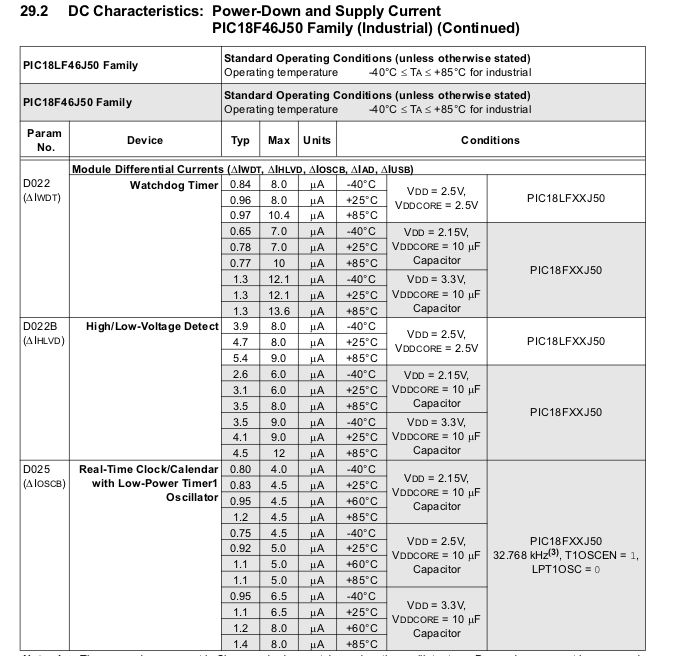 29.2 DC Characteristics: Power-Down and Supply Current
PIC18F46J50 Family (Industrial) (Continued)
PIC18LF46J50 Family
Standard Operating Conditions (unless otherwise stated)
Operating temperature -40°C ≤ TA ≤ +85°C for industrial
PIC18F46J50 Family
Standard Operating Conditions (unless otherwise stated)
Operating temperature -40°C ≤ TA ≤ +85°C for industrial
Param No. Device Typ Max Units Conditions
Module Differential Currents (ΔIWDT, ΔIHLVD, ΔIOSCB, ΔIAD, ΔIUSB)
D022 (ΔIWDT) Watchdog Timer 0.84 8.0 μA -40°C VDD = 2.5V, VDDCORE = 2.5V PIC18LFXXJ50
0.96 8.0 μA +25°C
0.97 10.4 μA +85°C
0.65 7.0 μA -40°C VDD = 2.15V, VDDCORE = 10 μF Capacitor PIC18FXXJ50
0.78 7.0 μA +25°C
0.77 10 μA +85°C
1.3 12.1 μA -40°C VDD = 3.3V, VDDCORE = 10 μF Capacitor
1.3 12.1 μA +25°C
1.3 13.6 μA +85°C
D022B (ΔIHLVD) High/Low-Voltage Detect 3.9 8.0 μA -40°C VDD = 2.5V, VDDCORE = 2.5V PIC18LFXXJ50
4.7 8.0 μA +25°C
5.4 9.0 μA +85°C
2.6 6.0 μA -40°C VDD = 2.15V, VDDCORE = 10 μF Capacitor PIC18FXXJ50
3.1 6.0 μA +25°C
3.5 8.0 μA +85°C
3.5 9.0 μA -40°C VDD = 3.3V, VDDCORE = 10 μF Capacitor
4.1 9.0 μA +25°C
4.5 12 μA +85°C
D025 (ΔIOSCB) Real-Time Clock/Calendar with Low-Power Timer1 Oscillator 0.80 4.0 μA -40°C VDD = 2.15V, VDDCORE = 10 μF Capacitor PIC18FXXJ50 32.768 kHz(3), T1OSCEN = 1, LPT1OSC = 0
0.83 4.5 μA +25°C
0.95 4.5 μA +60°C
1.2 4.5 μA +85°C
0.75 4.5 μA -40°C VDD = 2.5V, VDDCORE = 10 μF Capacitor
0.92 5.0 μA +25°C
1.1 5.0 μA +60°C
1.1 5.0 μA +85°C
0.95 6.5 μA -40°C VDD = 3.3V, VDDCORE = 10 μF Capacitor
1.1 6.5 μA +25°C
1.2 8.0 μA +60°C
1.4 8.0 μA +85°C